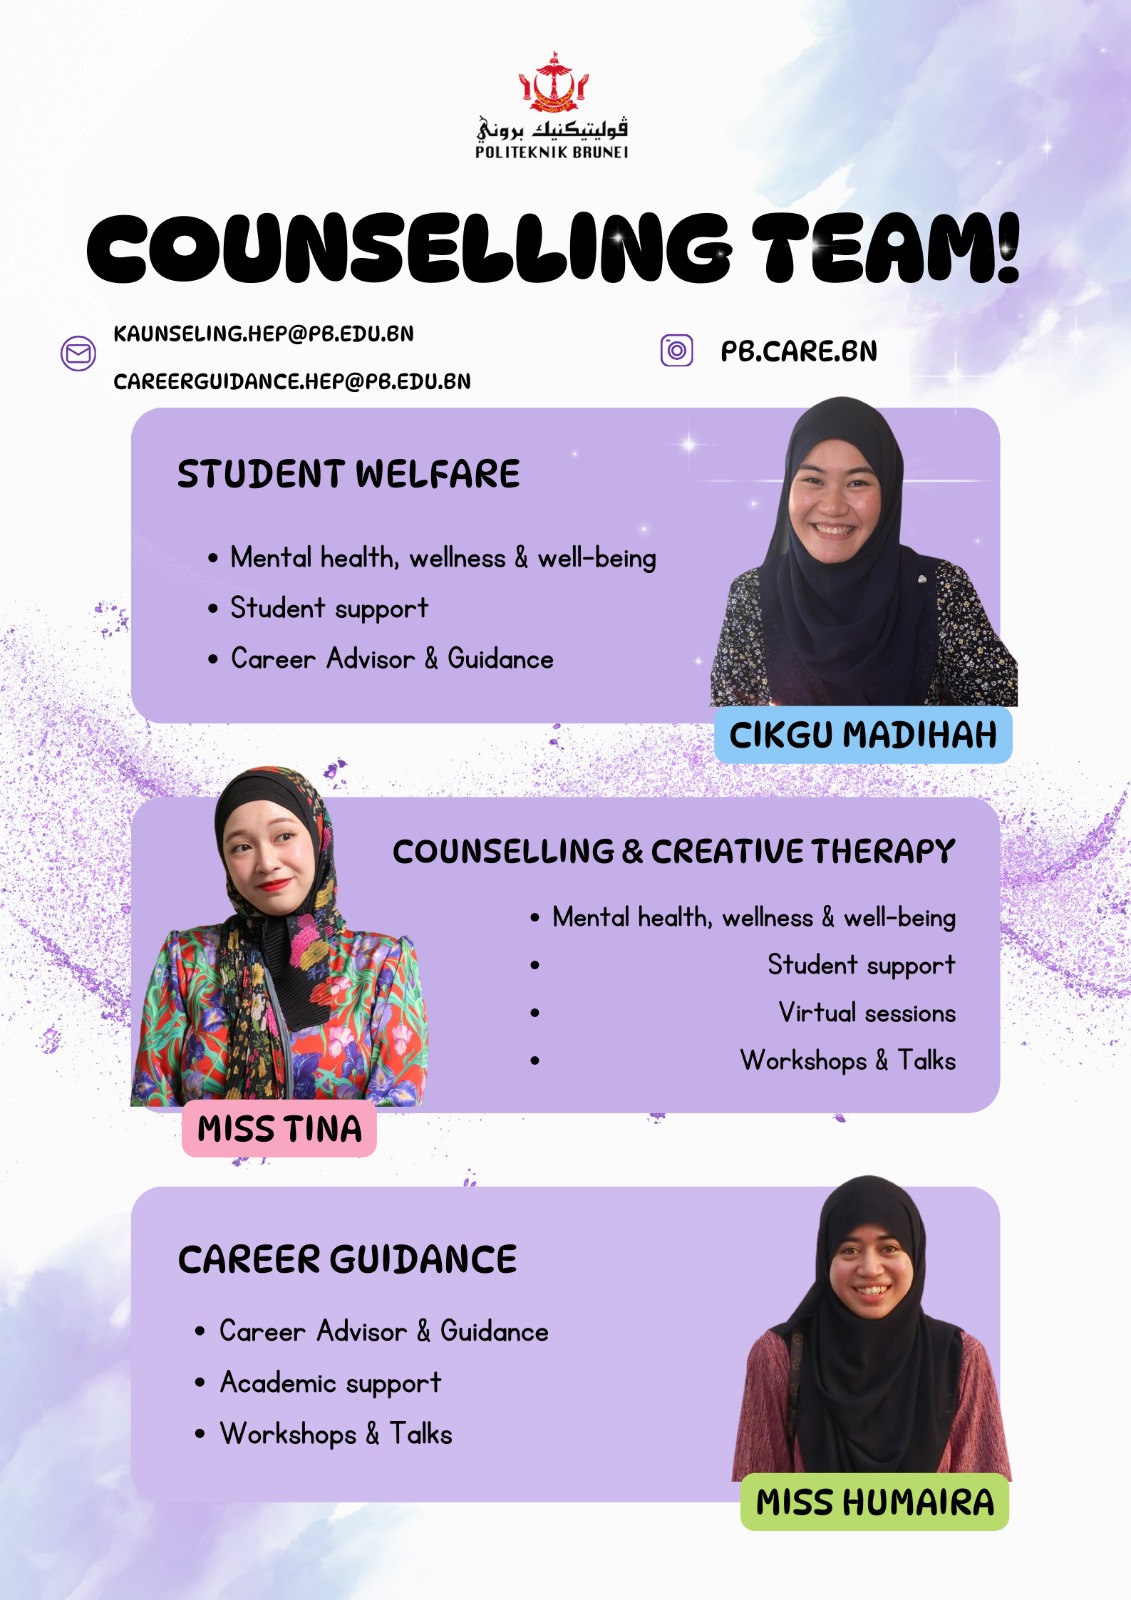 ڤوليتيكنيك بروني
POLITEKNIK BRUNEI
COUNSELLING TEAM!
KAUNSELING.HEP@PB.EDU.BN
CAREERGUIDANCE.HEP@PB.EDU.BN
PB.CARE.BN
STUDENT WELFARE
• Mental health, wellness & well-being
• Student support
• Career Advisor & Guidance
CIKGU MADIHAH
COUNSELLING & CREATIVE THERAPY
• Mental health, wellness & well-being
• Student support
• Virtual sessions
• Workshops & Talks
MISS TINA
CAREER GUIDANCE
• Career Advisor & Guidance
• Academic support
• Workshops & Talks
MISS HUMAIRA